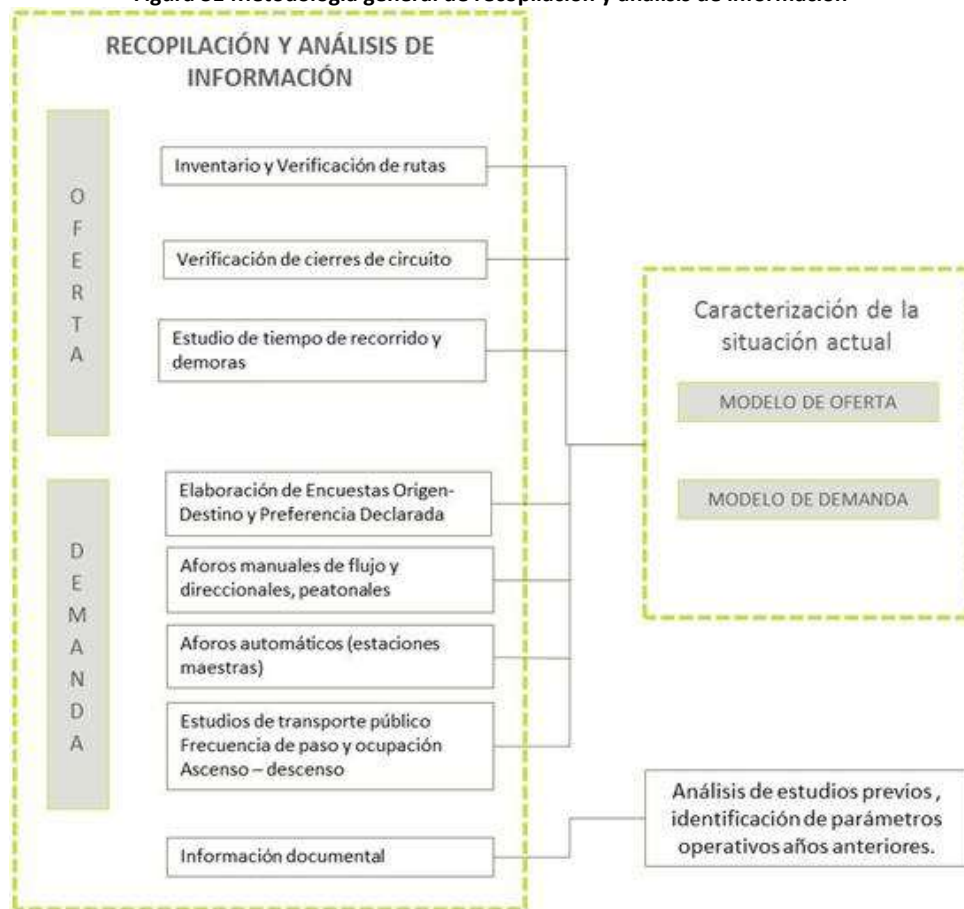 RECOPILACIÓN Y ANÁLISIS DE
INFORMACIÓN
OFERTA
Inventario y Verificación de rutas
Verificación de cierres de circuito
Estudio de tiempo de recorrido y
demoras
DEMANDA
Elaboración de Encuestas Origen-
Destino y Preferencia Declarada
Aforos manuales de flujo y
direccionales, peatonales
Aforos automáticos (estaciones
maestras)
Estudios de transporte público
Frecuencia de paso y ocupación
Ascenso – descenso
Información documental
Caracterización de la
situación actual
MODELO DE OFERTA
MODELO DE DEMANDA
Análisis de estudios previos ,
identificación de parámetros
operativos años anteriores.